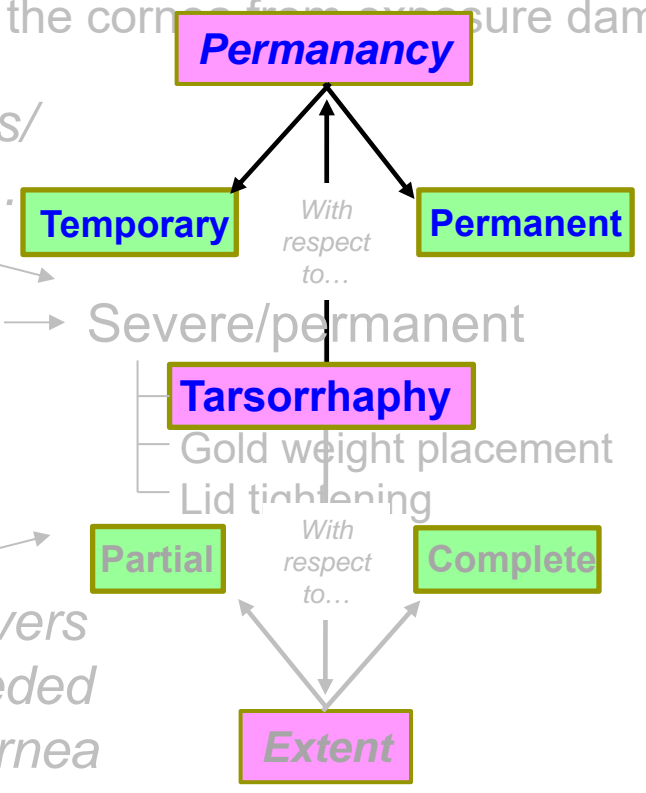 the cornea from exposure dam
Permanancy
s/
.
Temporary
With
respect
to…
Permanent
Severe/permanent
Tarsorrhaphy
Gold weight placement
Lid tightening
Partial
With
respect
to…
Complete
vers
eded
rnea
Extent